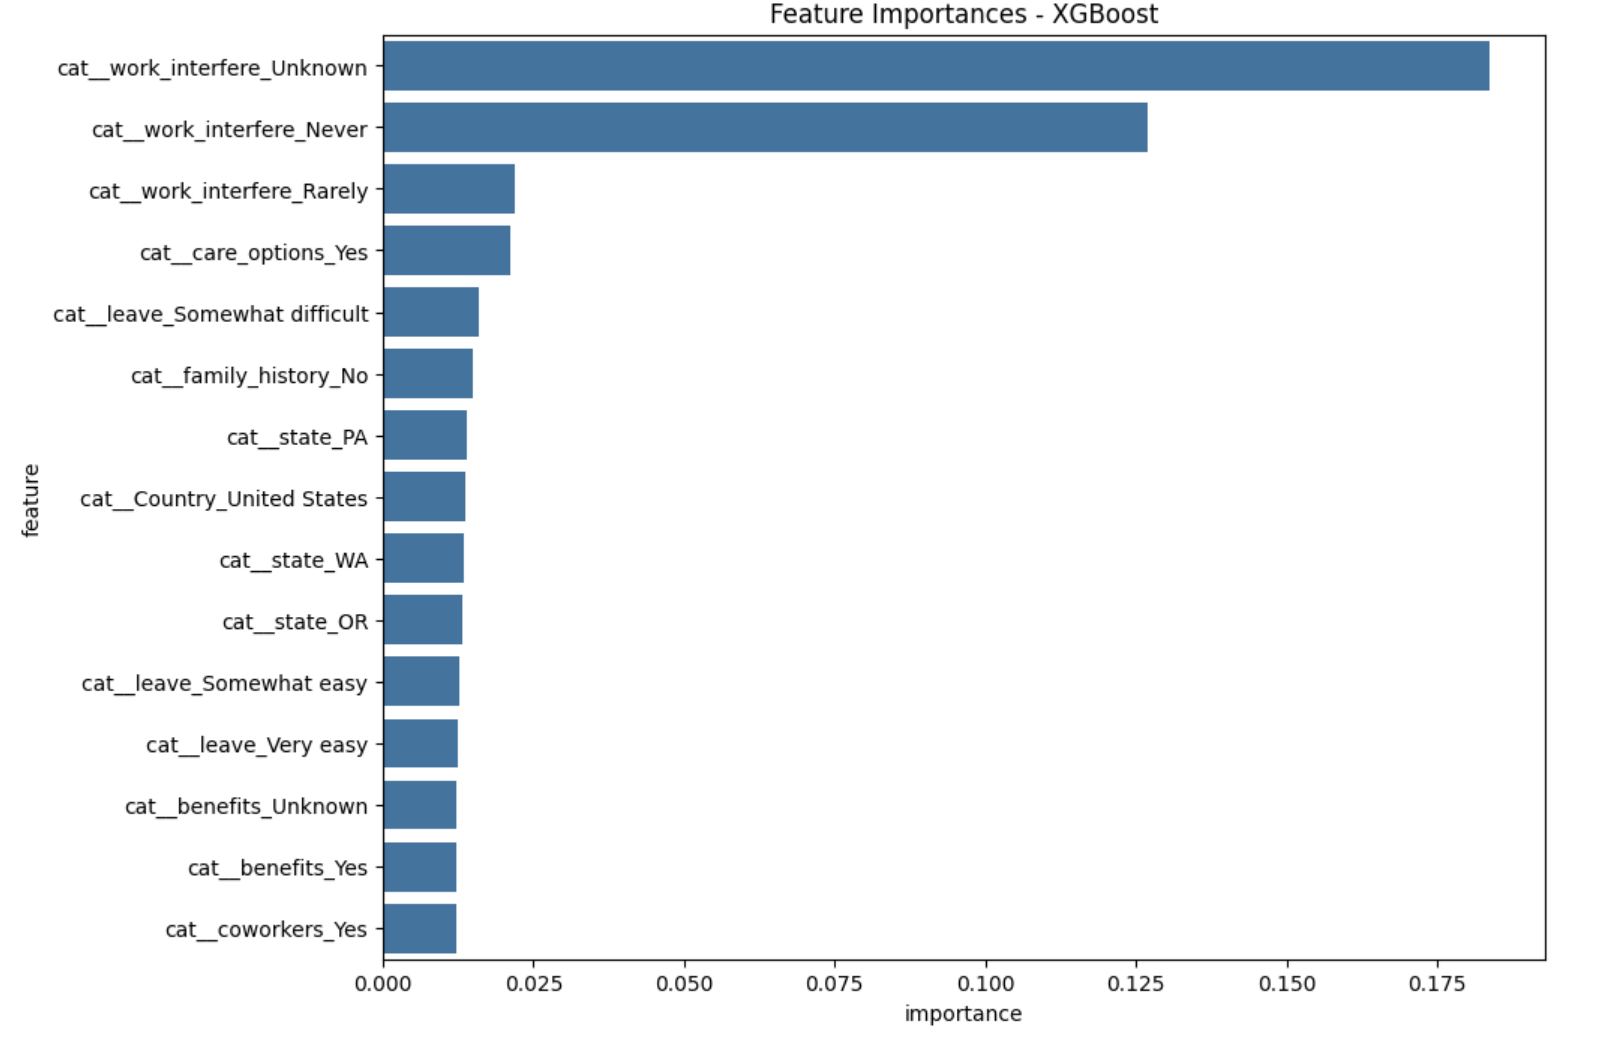 Feature Importances - XGBoost
cat__work_interfere_Unknown
cat__work_interfere_Never
cat__work_interfere_Rarely
cat__care_options_Yes
cat__leave_Somewhat difficult
cat__family_history_No
cat__state_PA
cat__Country_United States
cat__state_WA
cat__state_OR
cat__leave_Somewhat easy
cat__leave_Very easy
cat__benefits_Unknown
cat__benefits_Yes
cat__coworkers_Yes
feature
0.000 0.025 0.050 0.075 0.100 0.125 0.150 0.175
importance